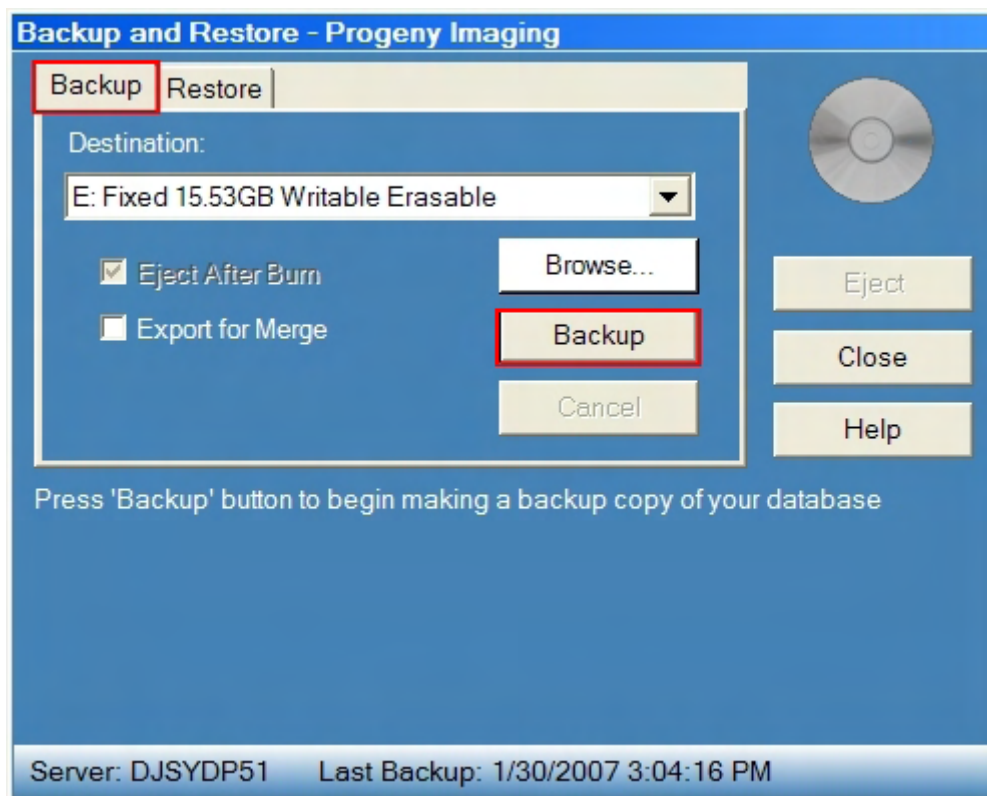 Backup and Restore - Progeny Imaging
Backup Restore
Destination:
E: Fixed 15.53GB Writable Erasable
Eject After Burn
Browse...
Eject
Export for Merge
Backup
Close
Cancel
Help
Press 'Backup' button to begin making a backup copy of your database
Server: DJSYDP51 Last Backup: 1/30/2007 3:04:16 PM